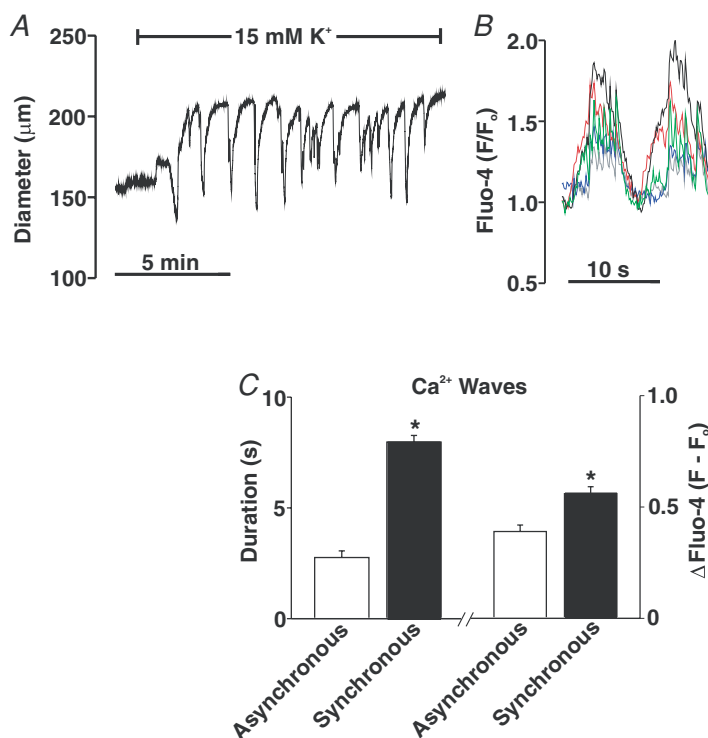 A
15 mM K⁺
250
200
150
100
Diameter (μm)
5 min
B
2.0
1.5
1.0
0.5
Fluo-4 (F/Fₒ)
10 s
C
Ca²⁺ Waves
10
5
0
Duration (s)
*
*
1.0
0.5
0
Δ Fluo-4 (F - Fₒ)
Asynchronous
Synchronous
Asynchronous
Synchronous